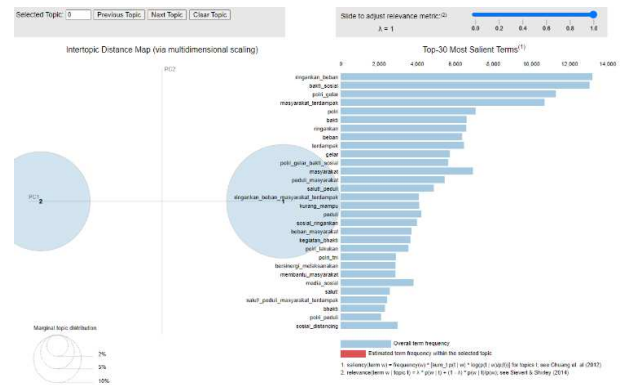 Selected Topic: 0 Previous Topic Next Topic Clear Topic
Slide to adjust relevance metric:(2)
λ = 1
0.0 0.2 0.4 0.6 0.8 1.0
Intertopic Distance Map (via multidimensional scaling)
PC2
PC1
2
1
Marginal topic distribution
2%
5%
10%
Top-30 Most Salient Terms(1)
0 2,000 4,000 6,000 8,000 10,000 12,000 14,000
ringankan_beban
bakti_sosial
polri_gelar
masyarakat_terdampak
polri
bakti
ringankan
beban
terdampak
gelar
polri_gelar_bakti_sosial
masyarakat
peduli_masyarakat
saluti_peduli
ringankan_beban_masyarakat_terdampak
kurang_mampu
peduli
sosial_ringankan
beban_masyarakat
kegiatan_bhakti
polri_lakukan
polri_tni
bersinergi_melaksanakan
membantu_masyarakat
media_sosial
saluti
saluti_peduli_masyarakat_terdampak
bhakti
polri_peduli
sosial_distancing
Overall term frequency
Estimated term frequency within the selected topic
1. saliency(term w) = frequency(w) * [sum_t p(t | w) * log(p(t | w)/p(t))] for topics t; see Chuang et. al (2012)
2. relevance(term w | topic t) = λ * p(w | t) + (1 - λ) * p(w | t)/p(w); see Sievert & Shirley (2014)